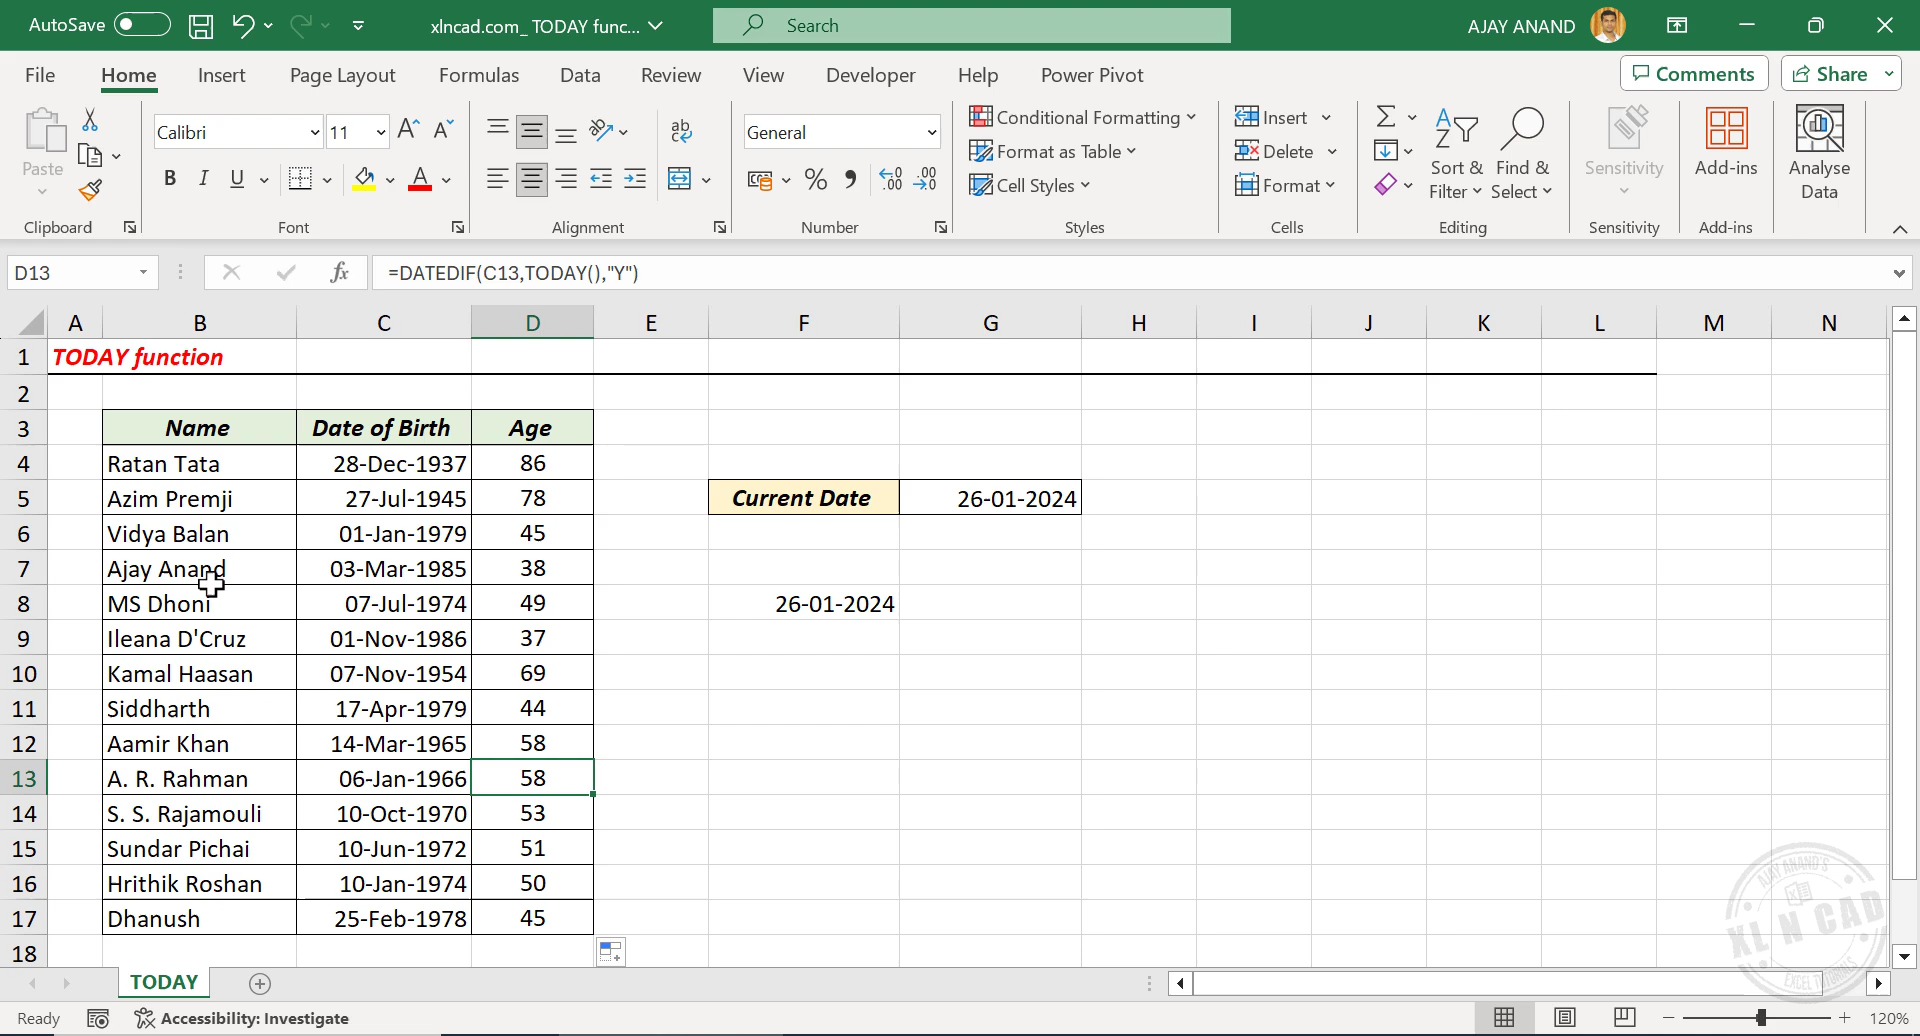 AutoSave
xlncad.com_ TODAY func...
Search
AJAY ANAND
File Home Insert Page Layout Formulas Data Review View Developer Help Power Pivot
Comments Share
Calibri 11
ab
General
Conditional Formatting
Format as Table
Cell Styles
Insert
Delete
Format
Paste
B I U
Sort & Filter
Find & Select
Sensitivity
Add-ins
Analyse Data
Clipboard Font Alignment Number Styles Cells Editing Sensitivity Add-ins
D13 fx =DATEDIF(C13,TODAY(),"Y")
A B C D E F G H I J K L M N
1 TODAY function
2
3 Name Date of Birth Age
4 Ratan Tata 28-Dec-1937 86
5 Azim Premji 27-Jul-1945 78 Current Date 26-01-2024
6 Vidya Balan 01-Jan-1979 45
7 Ajay Anand 03-Mar-1985 38
8 MS Dhoni 07-Jul-1974 49 26-01-2024
9 Ileana D'Cruz 01-Nov-1986 37
10 Kamal Haasan 07-Nov-1954 69
11 Siddharth 17-Apr-1979 44
12 Aamir Khan 14-Mar-1965 58
13 A. R. Rahman 06-Jan-1966 58
14 S. S. Rajamouli 10-Oct-1970 53
15 Sundar Pichai 10-Jun-1972 51
16 Hrithik Roshan 10-Jan-1974 50
17 Dhanush 25-Feb-1978 45
18
AJAY ANAND'S
XL N CAD
EXCEL TUTORIALS
TODAY
Ready Accessibility: Investigate 120%